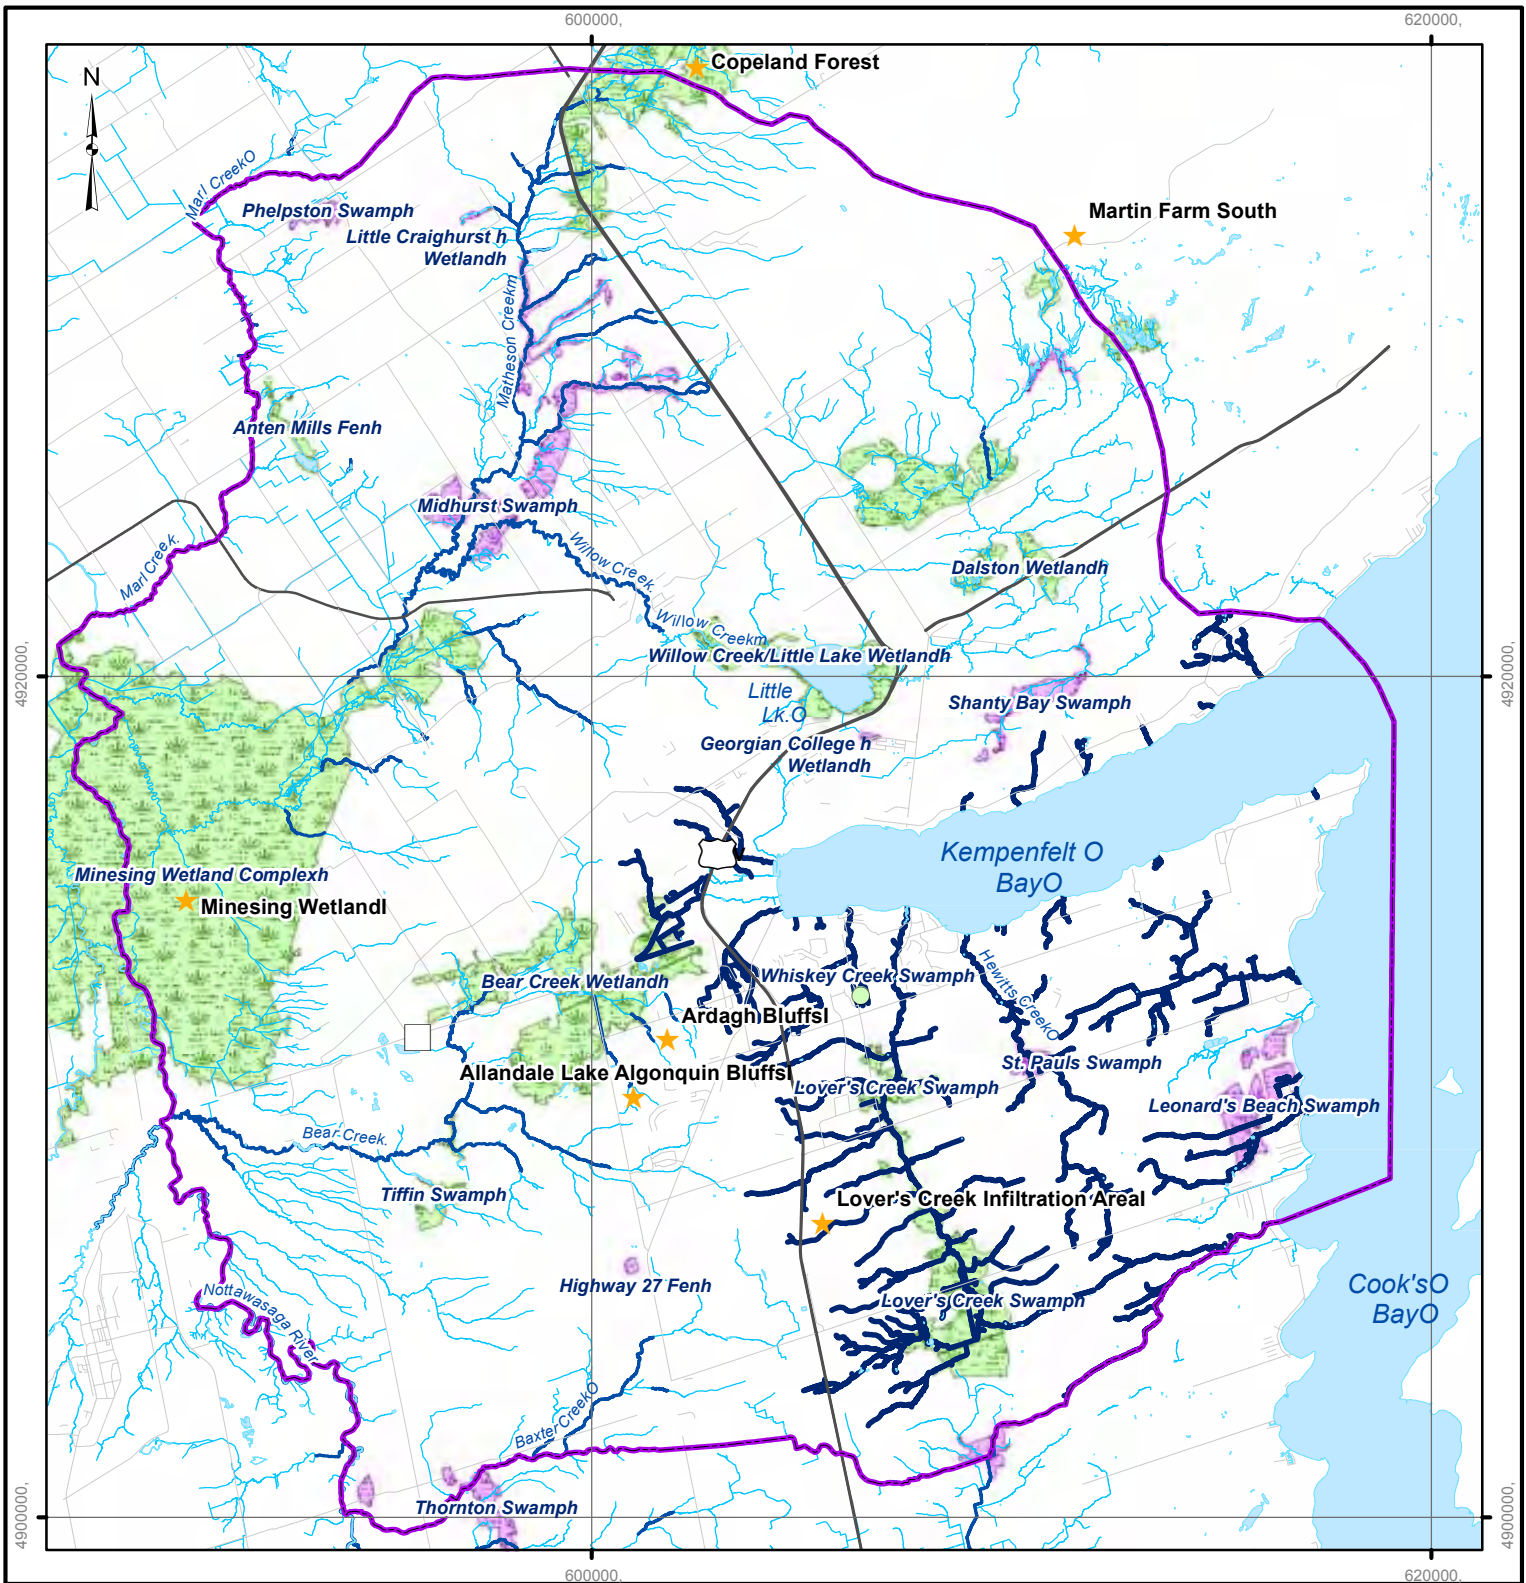 600000,
620000,
N
Copeland Forest
Marl CreekO
Phelpston Swamph
Little Craighurst h
Wetlandh
Martin Farm South
Matheson Creekm
Anten Mills Fenh
Midhurst Swamph
Willow Creek.
Marl Creek.
Dalston Wetlandh
Willow Creekm
Willow Creek/Little Lake Wetlandh
4920000,
4920000,
Little
Lk.O
Shanty Bay Swamph
Georgian College h
Wetlandh
Kempenfelt O
BayO
Minesing Wetland Complexh
Minesing Wetlandl
Bear Creek Wetlandh
Whiskey Creek Swamph
Hewitts CreekO
Ardagh Bluffsl
St. Pauls Swamph
Allandale Lake Algonquin Bluffsl
Lover's Creek Swamph
Leonard's Beach Swamph
Bear Creek.
Tiffin Swamph
Lover's Creek Infiltration Areal
Highway 27 Fenh
Nottawasaga River
Lover's Creek Swamph
Cook'sO
BayO
Baxter CreekO
Thornton Swamph
4900000,
4900000,
600000,
620000,